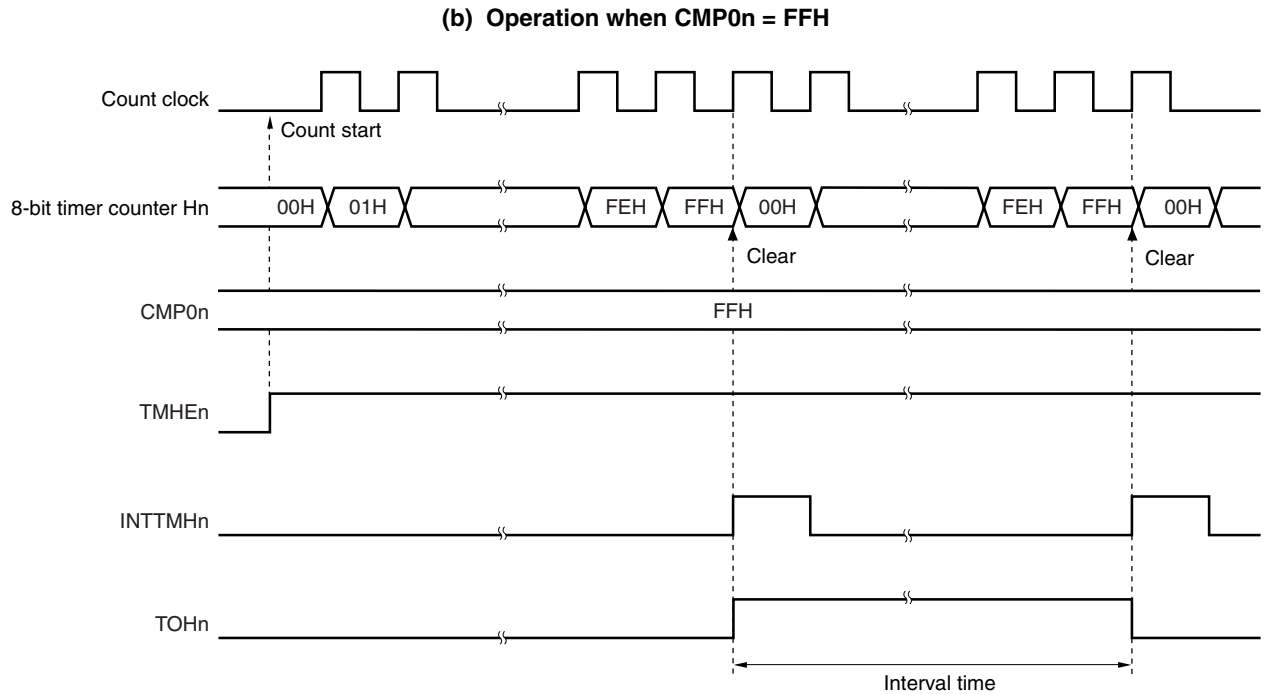 (b) Operation when CMP0n = FFH
Count clock
Count start
8-bit timer counter Hn
00H 01H FEH FFH 00H FEH FFH 00H
Clear Clear
CMP0n
FFH
TMHEn
INTTMHn
TOHn
Interval time